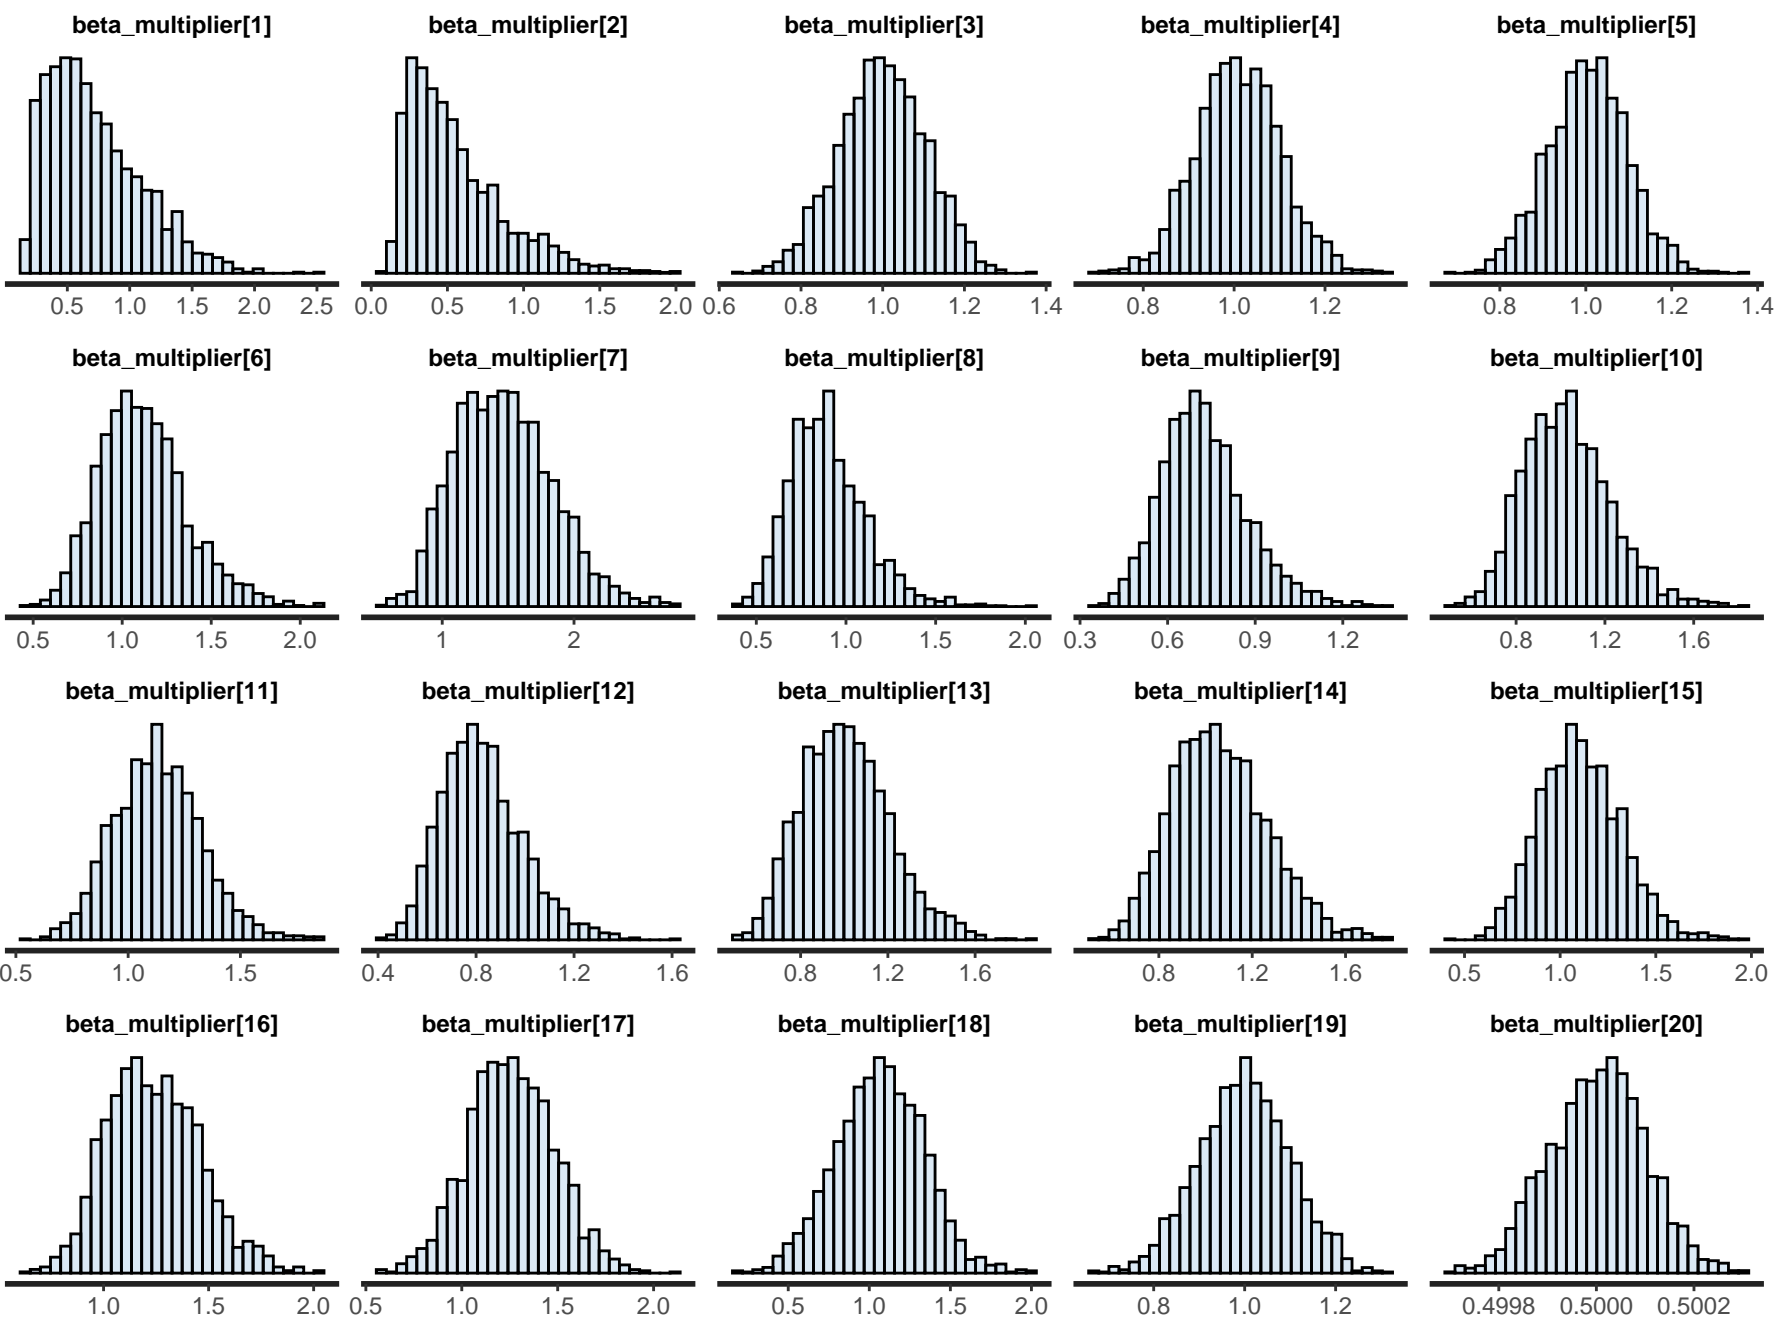 beta_multiplier[1] beta_multiplier[2] beta_multiplier[3] beta_multiplier[4] beta_multiplier[5]
0.5 1.0 1.5 2.0 2.5 0.0 0.5 1.0 1.5 2.0 0.6 0.8 1.0 1.2 1.4 0.8 1.0 1.2 0.8 1.0 1.2 1.4
beta_multiplier[6] beta_multiplier[7] beta_multiplier[8] beta_multiplier[9] beta_multiplier[10]
0.5 1.0 1.5 2.0 1 2 0.5 1.0 1.5 2.0 0.3 0.6 0.9 1.2 0.8 1.2 1.6
beta_multiplier[11] beta_multiplier[12] beta_multiplier[13] beta_multiplier[14] beta_multiplier[15]
0.5 1.0 1.5 0.4 0.8 1.2 1.6 0.8 1.2 1.6 0.8 1.2 1.6 0.5 1.0 1.5 2.0
beta_multiplier[16] beta_multiplier[17] beta_multiplier[18] beta_multiplier[19] beta_multiplier[20]
1.0 1.5 2.0 0.5 1.0 1.5 2.0 0.5 1.0 1.5 2.0 0.8 1.0 1.2 0.4998 0.5000 0.5002